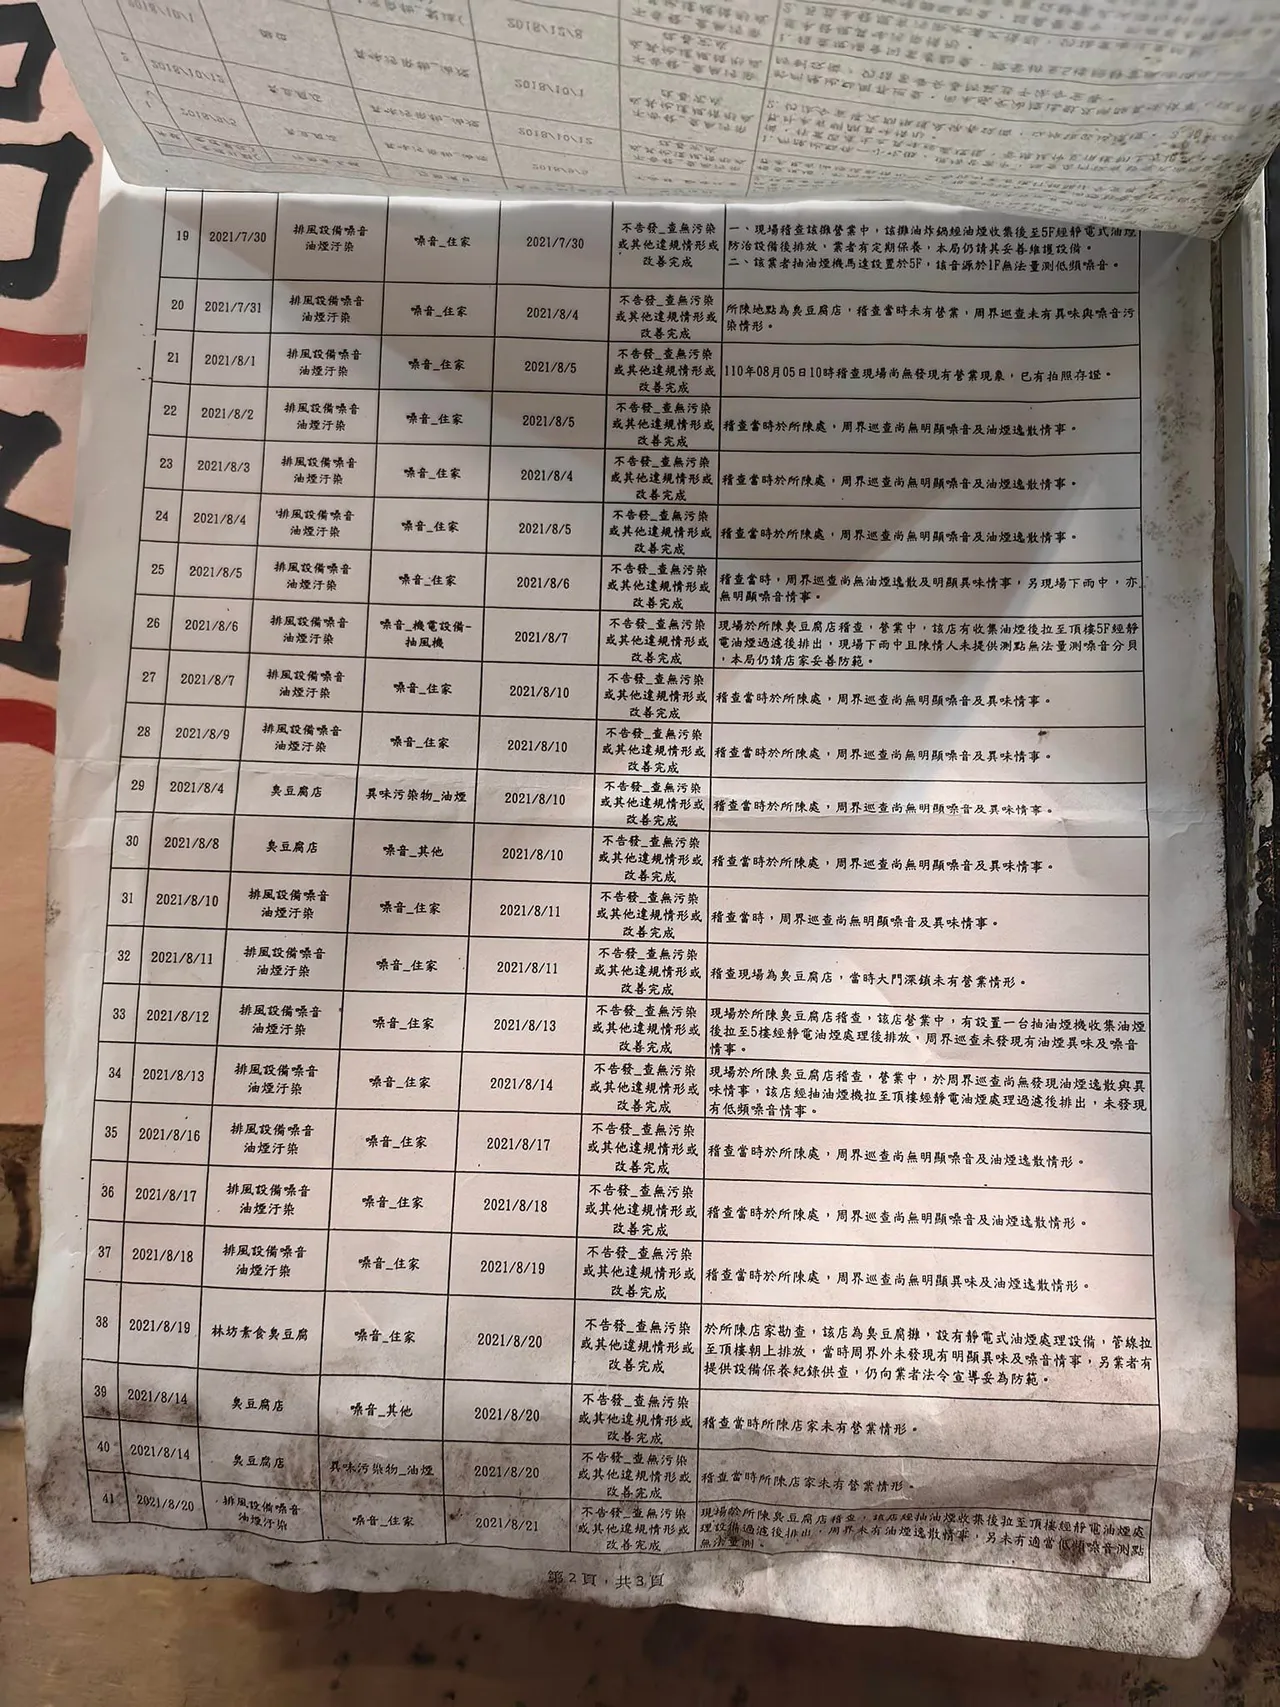 19 2021/7/30 排風設備噪音 噪音_住家 2021/7/30 不告發_查無污染 一、現場稽查該攤營業中，該攤油炸鍋經油煙收集後至5F經靜電式油煙
油煙汙染 或其他違規情形或 防治設備後排放，業者有定期保養，本局仍請其妥善維護設備。
改善完成 二、該業者抽油煙機馬達設置於5F，該音源於1F無法量測低頻噪音。
20 2021/7/31 排風設備噪音 噪音_住家 2021/8/4 不告發_查無污染 所陳地點為臭豆腐店，稽查當時未有營業，周界巡查未有異味與噪音污
油煙汙染 或其他違規情形或 染情形。
改善完成
21 2021/8/1 排風設備噪音 噪音_住家 2021/8/5 不告發_查無污染
油煙汙染 或其他違規情形或 110年08月05日10時稽查現場尚無發現有營業現象，已有拍照存證。
改善完成
22 2021/8/2 排風設備噪音 噪音_住家 2021/8/5 不告發_查無污染
油煙汙染 或其他違規情形或 稽查當時於所陳處，周界巡查尚無明顯噪音及油煙逸散情事。
改善完成
23 2021/8/3 排風設備噪音 噪音_住家 2021/8/4 不告發_查無污染
油煙汙染 或其他違規情形或 稽查當時於所陳處，周界巡查尚無明顯噪音及油煙逸散情事。
改善完成
24 2021/8/4 排風設備噪音 噪音_住家 2021/8/5 不告發_查無污染
油煙汙染 或其他違規情形或 稽查當時於所陳處，周界巡查尚無明顯噪音及油煙逸散情事。
改善完成
25 2021/8/5 排風設備噪音 噪音_住家 2021/8/6 不告發_查無污染 稽查當時，周界巡查尚無油煙逸散及明顯異味情事，另現場下雨中，亦
油煙汙染 或其他違規情形或 無明顯噪音情事。
改善完成
26 2021/8/6 排風設備噪音 噪音_機電設備- 2021/8/7 不告發_查無污染 現場於所陳臭豆腐店稽查，營業中，該店有收集油煙後拉至頂樓5F經靜
油煙汙染 抽風機 或其他違規情形或 電油煙過濾後排出，現場下雨中且陳情人未提供測點無法量測噪音分貝
改善完成 ，本局仍請店家妥善防範。
27 2021/8/7 排風設備噪音 噪音_住家 2021/8/10 不告發_查無污染
油煙汙染 或其他違規情形或 稽查當時於所陳處，周界巡查尚無明顯噪音及異味情事。
改善完成
28 2021/8/9 排風設備噪音 噪音_住家 2021/8/10 不告發_查無污染
油煙汙染 或其他違規情形或 稽查當時於所陳處，周界巡查尚無明顯噪音及異味情事。
改善完成
29 2021/8/4 臭豆腐店 異味污染物_油煙 2021/8/10 不告發_查無污染
或其他違規情形或 稽查當時於所陳處，周界巡查尚無明顯噪音及異味情事。
改善完成
30 2021/8/8 臭豆腐店 噪音_其他 2021/8/10 不告發_查無污染
或其他違規情形或 稽查當時於所陳處，周界巡查尚無明顯噪音及異味情事。
改善完成
31 2021/8/10 排風設備噪音 噪音_住家 2021/8/11 不告發_查無污染
油煙汙染 或其他違規情形或 稽查當時，周界巡查尚無明顯噪音及異味情事。
改善完成
32 2021/8/11 排風設備噪音 噪音_住家 2021/8/11 不告發_查無污染
油煙汙染 或其他違規情形或 稽查現場為臭豆腐店，當時大門深鎖未有營業情形。
改善完成
33 2021/8/12 排風設備噪音 噪音_住家 2021/8/13 不告發_查無污染 現場於所陳臭豆腐店稽查，該店營業中，有設置一台抽油煙機收集油煙
油煙汙染 或其他違規情形或 後拉至5樓經靜電油煙處理後排放，周界巡查未發現有油煙異味及噪音
改善完成 情事。
34 2021/8/13 排風設備噪音 噪音_住家 2021/8/14 不告發_查無污染 現場於所陳臭豆腐店稽查，營業中，於周界巡查尚無發現油煙逸散與異
油煙汙染 或其他違規情形或 味情事，該店經抽油煙機拉至頂樓經靜電油煙處理過濾後排出，未發現
改善完成 有低頻噪音情事。
35 2021/8/16 排風設備噪音 噪音_住家 2021/8/17 不告發_查無污染
油煙汙染 或其他違規情形或 稽查當時於所陳處，周界巡查尚無明顯噪音及油煙逸散情形。
改善完成
36 2021/8/17 排風設備噪音 噪音_住家 2021/8/18 不告發_查無污染
油煙汙染 或其他違規情形或 稽查當時於所陳處，周界巡查尚無明顯噪音及油煙逸散情形。
改善完成
37 2021/8/18 排風設備噪音 噪音_住家 2021/8/19 不告發_查無污染
油煙汙染 或其他違規情形或 稽查當時於所陳處，周界巡查尚無明顯異味及油煙逸散情形。
改善完成
38 2021/8/19 林坊素食臭豆腐 噪音_住家 2021/8/20 不告發_查無污染 於所陳店家勘查，該店為臭豆腐攤，設有靜電式油煙處理設備，管線拉
或其他違規情形或 至頂樓朝上排放，當時周界外未發現有明顯異味及噪音情事，另業者有
改善完成 提供設備保養紀錄供查，仍向業者法令宣導妥為防範。
39 2021/8/14 臭豆腐店 噪音_其他 2021/8/20 不告發_查無污染
或其他違規情形或 稽查當時所陳店家未有營業情形。
改善完成
40 2021/8/14 臭豆腐店 異味污染物_油煙 2021/8/20 不告發_查無污染
或其他違規情形或 稽查當時所陳店家未有營業情形。
改善完成
41 2021/8/20 排風設備噪音 噪音_住家 2021/8/21 不告發_查無污染 現場於所陳臭豆腐店稽查，該店經抽油煙收集後拉至頂樓經靜電油煙處
油煙汙染 或其他違規情形或 理設備過濾後排出，周界未有油煙逸散情事，另未有適當低頻噪音測點
改善完成 無法量測。
第2頁，共3頁